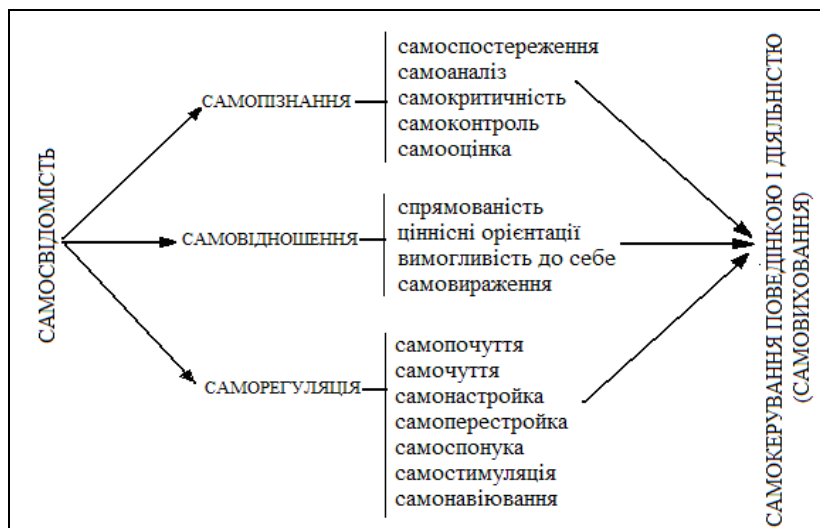 САМОСВІДОМІСТЬ
САМОПІЗНАННЯ
самоспостереження
самоаналіз
самокритичність
самоконтроль
самооцінка
САМОВІДНОШЕННЯ
спрямованість
ціннісні орієнтації
вимогливість до себе
самовираження
САМОРЕГУЛЯЦІЯ
самопочуття
самочуття
самонастройка
самоперестройка
самоспонука
самостимуляція
самонавіювання
САМОКЕРУВАННЯ ПОВЕДІНКОЮ І ДІЯЛЬНІСТЮ
(САМОВИХОВАННЯ)